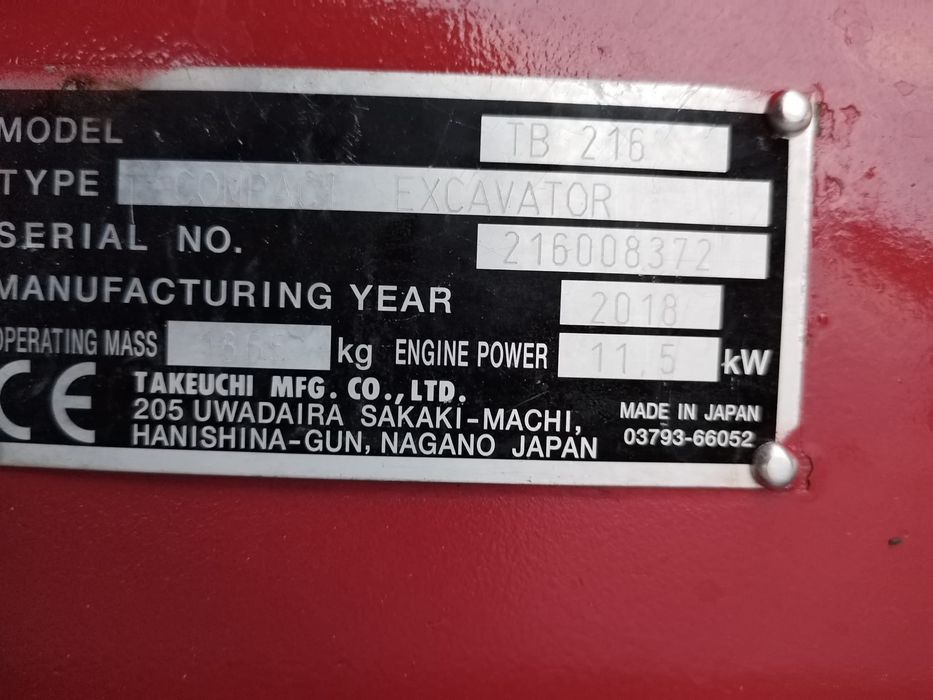 MODEL TB 216
TYPE COMPACT EXCAVATOR
SERIAL NO. 216008372
MANUFACTURING YEAR 2018
OPERATING MASS kg ENGINE POWER 11,5 kW
CE TAKEUCHI MFG. CO., LTD.
205 UWADAIRA SAKAKI-MACHI,
HANISHINA-GUN, NAGANO JAPAN
MADE IN JAPAN
03793-66052